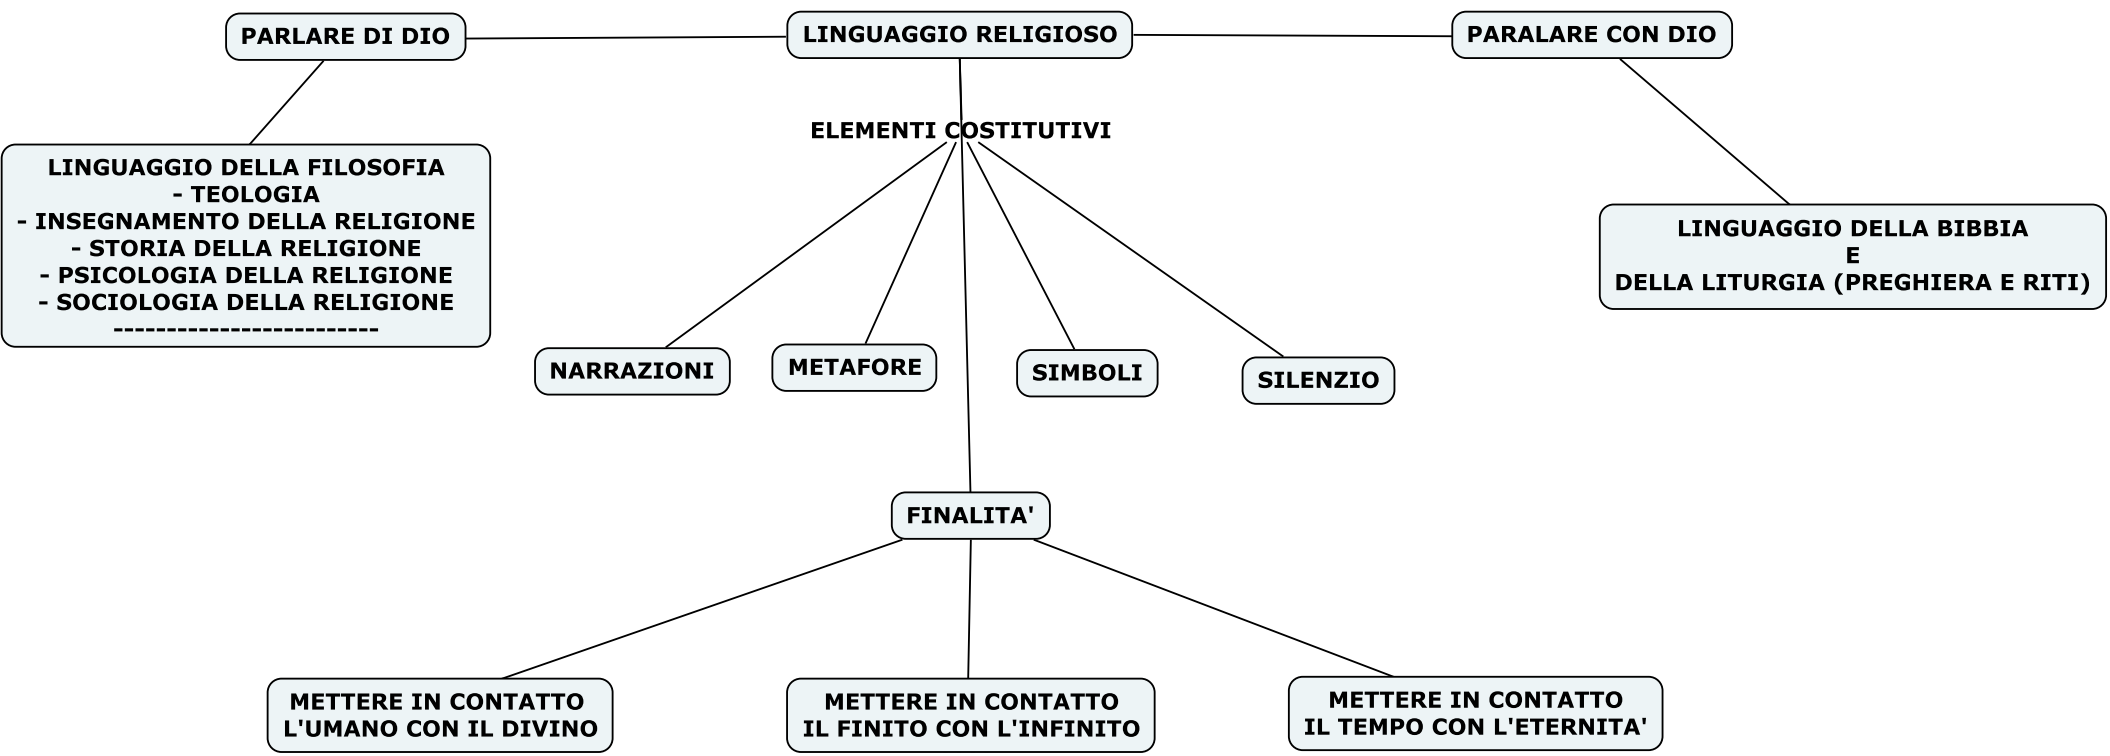 PARLARE DI DIO
LINGUAGGIO RELIGIOSO
PARALARE CON DIO
ELEMENTI COSTITUTIVI
LINGUAGGIO DELLA FILOSOFIA
- TEOLOGIA
- INSEGNAMENTO DELLA RELIGIONE
- STORIA DELLA RELIGIONE
- PSICOLOGIA DELLA RELIGIONE
- SOCIOLOGIA DELLA RELIGIONE
-------------------------
LINGUAGGIO DELLA BIBBIA
E
DELLA LITURGIA (PREGHIERA E RITI)
NARRAZIONI
METAFORE
SIMBOLI
SILENZIO
FINALITA'
METTERE IN CONTATTO
L'UMANO CON IL DIVINO
METTERE IN CONTATTO
IL FINITO CON L'INFINITO
METTERE IN CONTATTO
IL TEMPO CON L'ETERNITA'